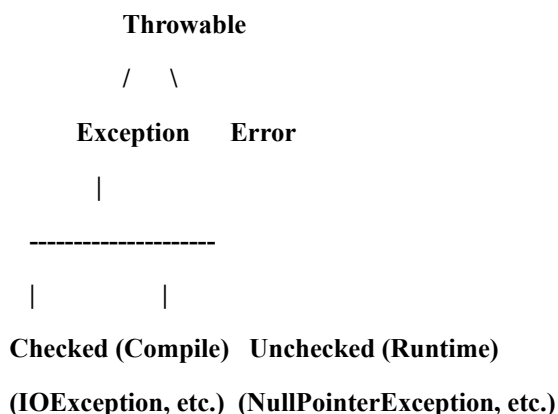 Throwable
/ \
Exception Error
|
---------------------
| |
Checked (Compile) Unchecked (Runtime)
(IOException, etc.) (NullPointerException, etc.)